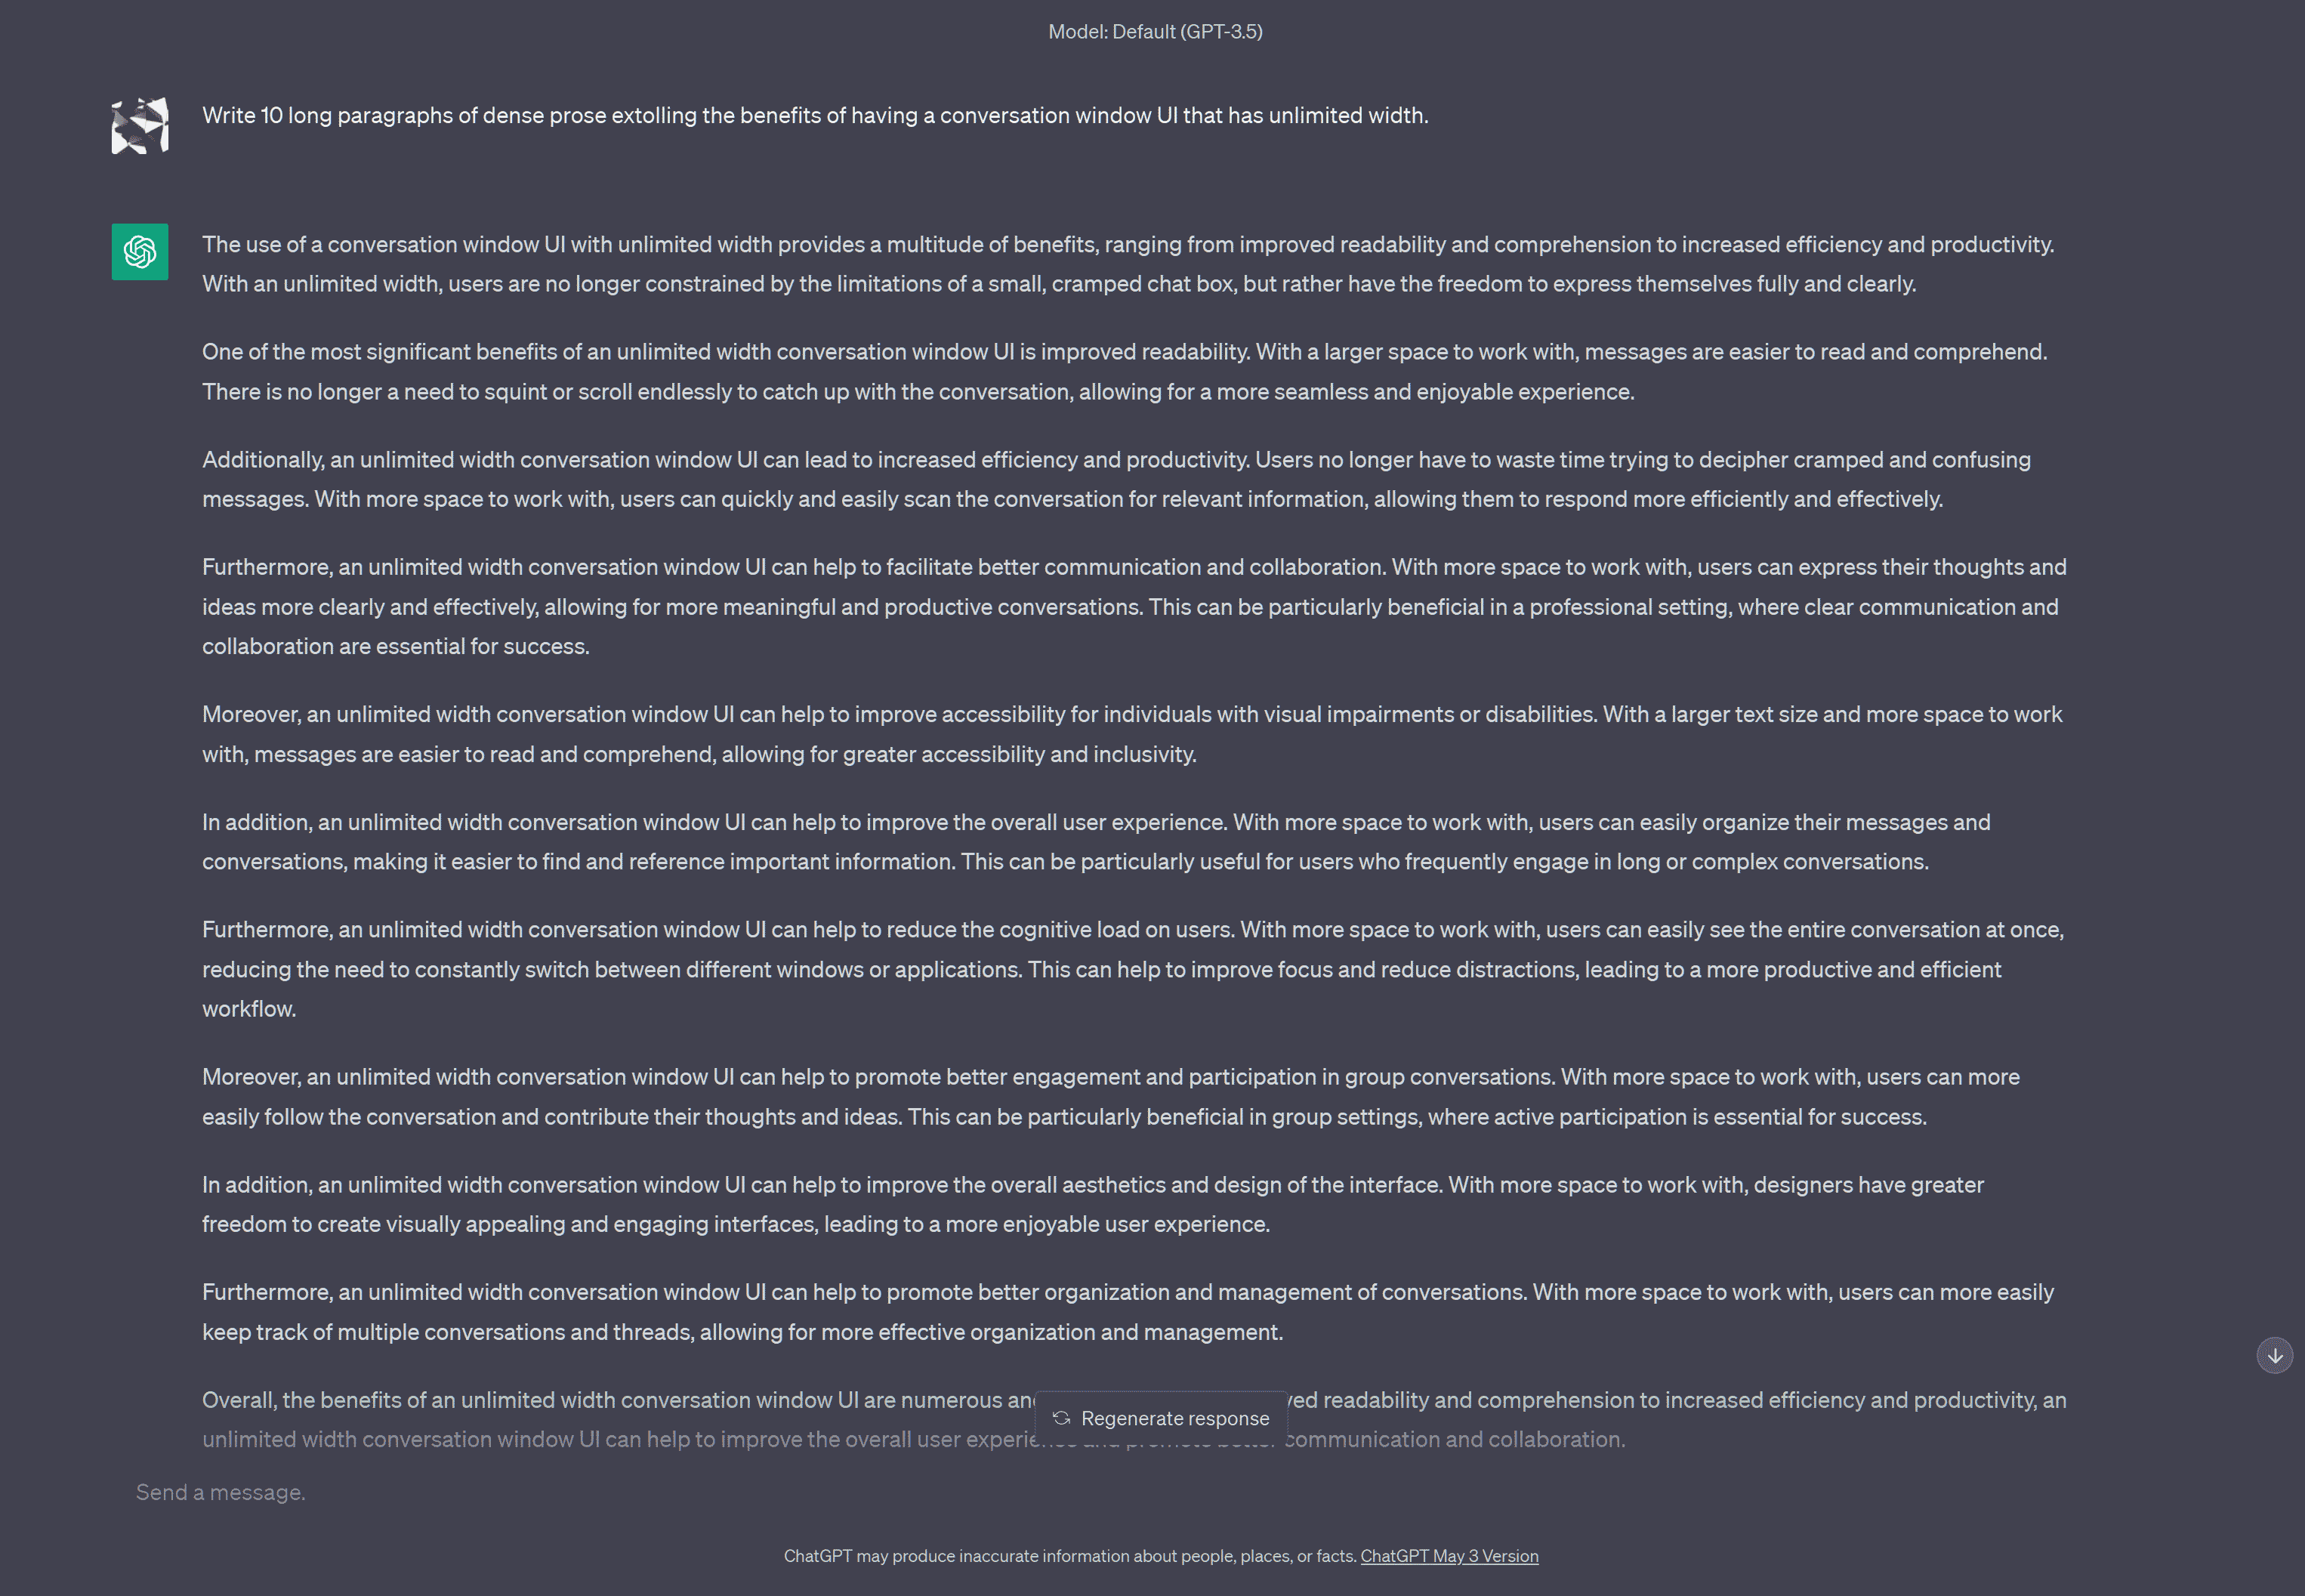 Model: Default (GPT-3.5)
Write 10 long paragraphs of dense prose extolling the benefits of having a conversation window UI that has unlimited width.
The use of a conversation window UI with unlimited width provides a multitude of benefits, ranging from improved readability and comprehension to increased efficiency and productivity.
With an unlimited width, users are no longer constrained by the limitations of a small, cramped chat box, but rather have the freedom to express themselves fully and clearly.
One of the most significant benefits of an unlimited width conversation window UI is improved readability. With a larger space to work with, messages are easier to read and comprehend.
There is no longer a need to squint or scroll endlessly to catch up with the conversation, allowing for a more seamless and enjoyable experience.
Additionally, an unlimited width conversation window UI can lead to increased efficiency and productivity. Users no longer have to waste time trying to decipher cramped and confusing
messages. With more space to work with, users can quickly and easily scan the conversation for relevant information, allowing them to respond more efficiently and effectively.
Furthermore, an unlimited width conversation window UI can help to facilitate better communication and collaboration. With more space to work with, users can express their thoughts and
ideas more clearly and effectively, allowing for more meaningful and productive conversations. This can be particularly beneficial in a professional setting, where clear communication and
collaboration are essential for success.
Moreover, an unlimited width conversation window UI can help to improve accessibility for individuals with visual impairments or disabilities. With a larger text size and more space to work
with, messages are easier to read and comprehend, allowing for greater accessibility and inclusivity.
In addition, an unlimited width conversation window UI can help to improve the overall user experience. With more space to work with, users can easily organize their messages and
conversations, making it easier to find and reference important information. This can be particularly useful for users who frequently engage in long or complex conversations.
Furthermore, an unlimited width conversation window UI can help to reduce the cognitive load on users. With more space to work with, users can easily see the entire conversation at once,
reducing the need to constantly switch between different windows or applications. This can help to improve focus and reduce distractions, leading to a more productive and efficient
workflow.
Moreover, an unlimited width conversation window UI can help to promote better engagement and participation in group conversations. With more space to work with, users can more
easily follow the conversation and contribute their thoughts and ideas. This can be particularly beneficial in group settings, where active participation is essential for success.
In addition, an unlimited width conversation window UI can help to improve the overall aesthetics and design of the interface. With more space to work with, designers have greater
freedom to create visually appealing and engaging interfaces, leading to a more enjoyable user experience.
Furthermore, an unlimited width conversation window UI can help to promote better organization and management of conversations. With more space to work with, users can more easily
keep track of multiple conversations and threads, allowing for more effective organization and management.
Overall, the benefits of an unlimited width conversation window UI are numerous readability and comprehension to increased efficiency and productivity, an
Regenerate response
unlimited width conversation window UI can help to improve the overall user communication and collaboration.
Send a message.
ChatGPT may produce inaccurate information about people, places, or facts. ChatGPT May 3 Version